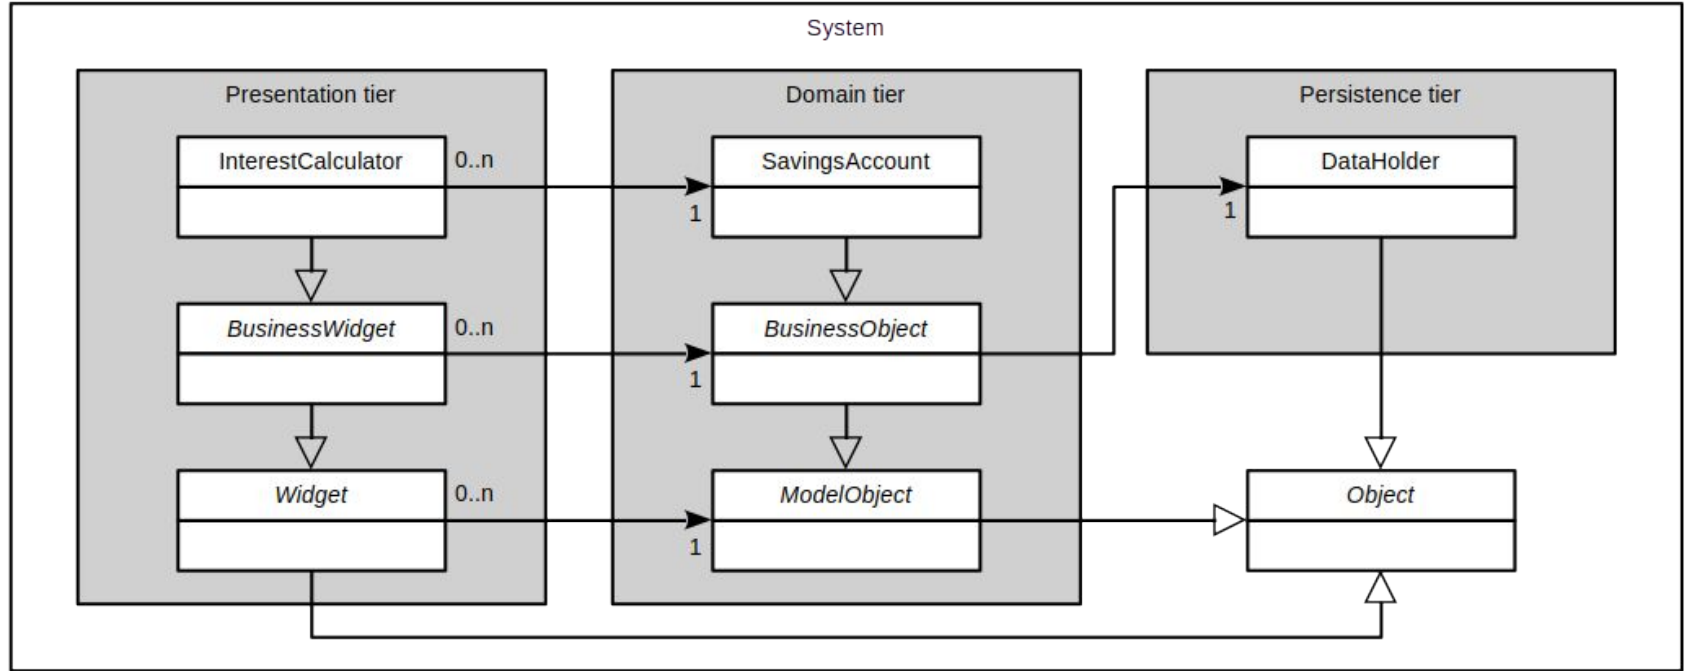 System
Presentation tier
Domain tier
Persistence tier
InterestCalculator
0..n
1
SavingsAccount
1
DataHolder
BusinessWidget
0..n
1
BusinessObject
Widget
0..n
1
ModelObject
Object